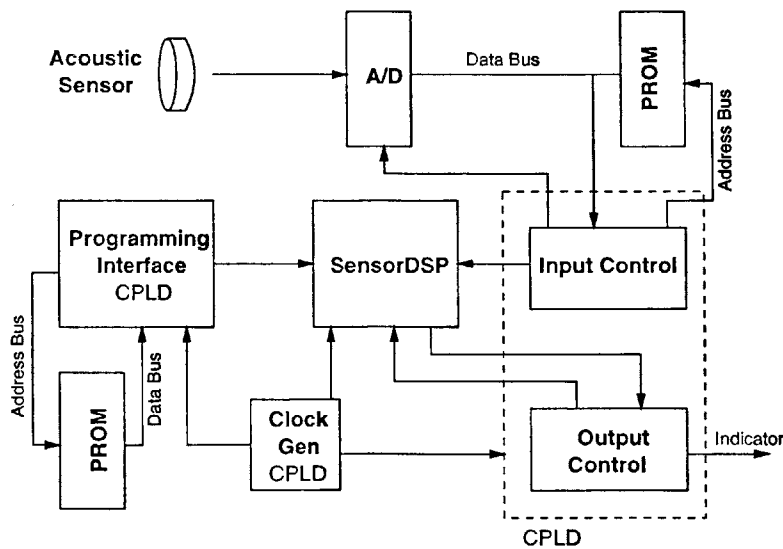 Acoustic
Sensor
A/D
Data Bus
PROM
Address Bus
Programming
Interface
CPLD
SensorDSP
Input Control
Address Bus
PROM
Data Bus
Clock
Gen
CPLD
Output
Control
Indicator
CPLD